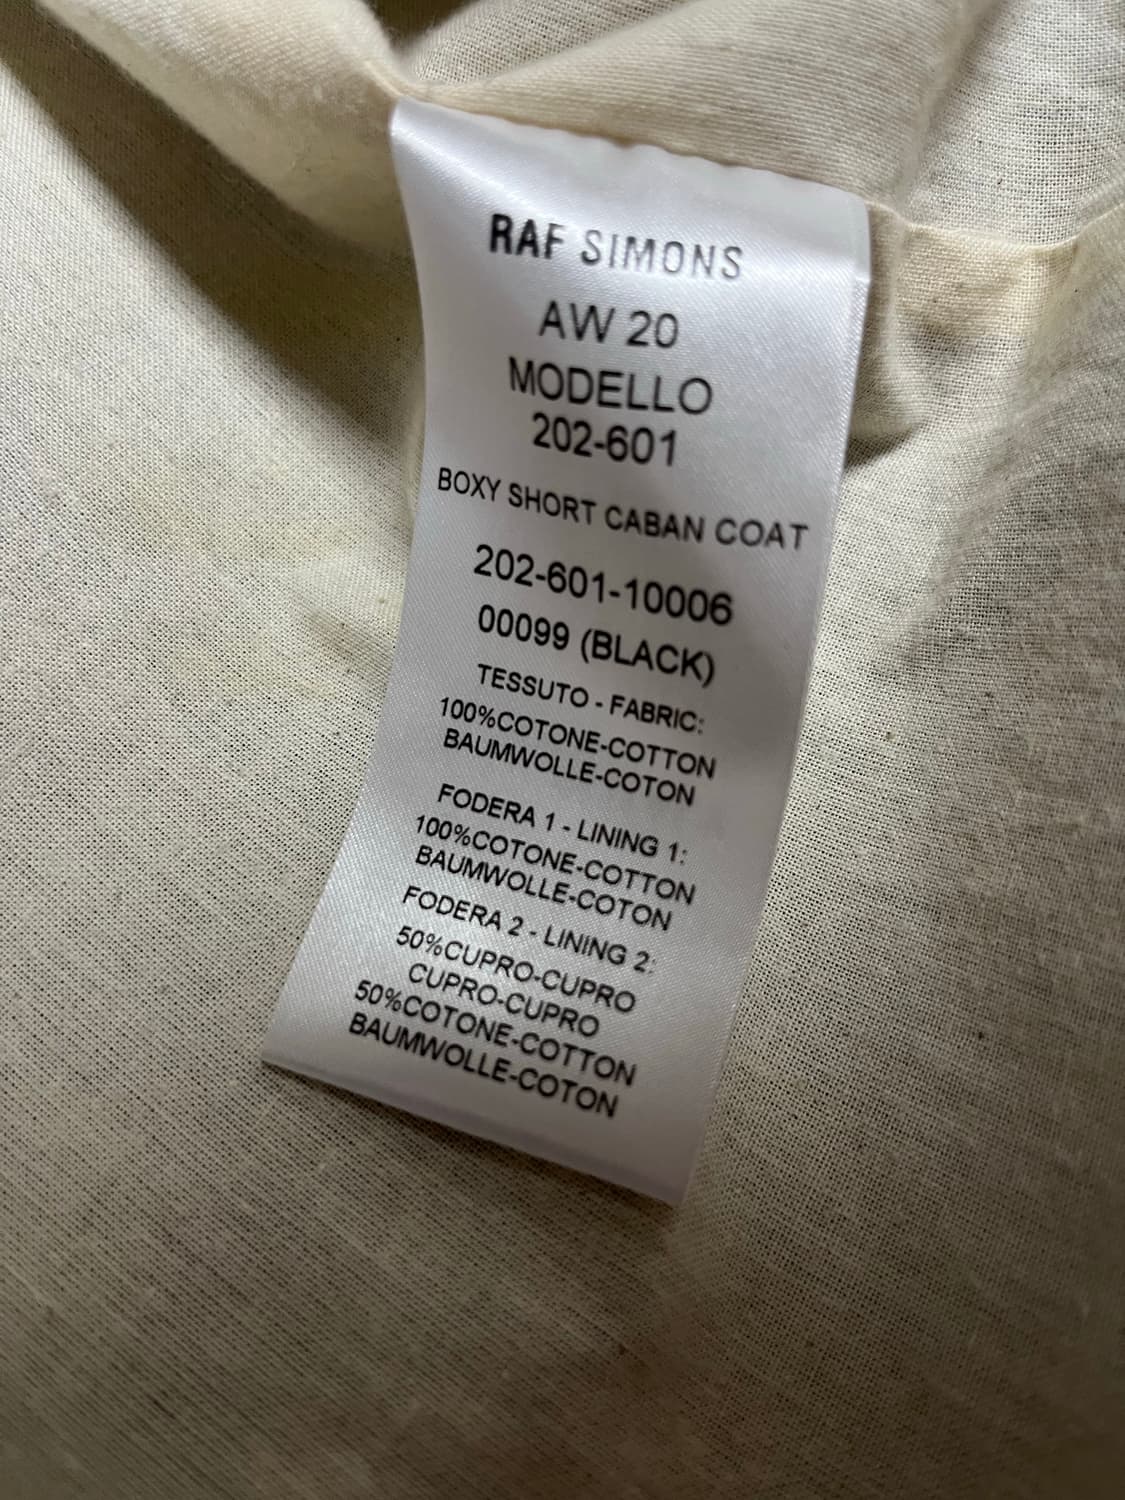 RAF SIMONS
AW 20
MODELLO
202-601
BOXY SHORT CABAN COAT
202-601-10006
00099 (BLACK)
TESSUTO - FABRIC:
100%COTONE-COTTON
BAUMWOLLE-COTON
FODERA 1 - LINING 1:
100%COTONE-COTTON
BAUMWOLLE-COTON
FODERA 2 - LINING 2:
50%CUPRO-CUPRO
CUPRO-CUPRO
50%COTONE-COTTON
BAUMWOLLE-COTON